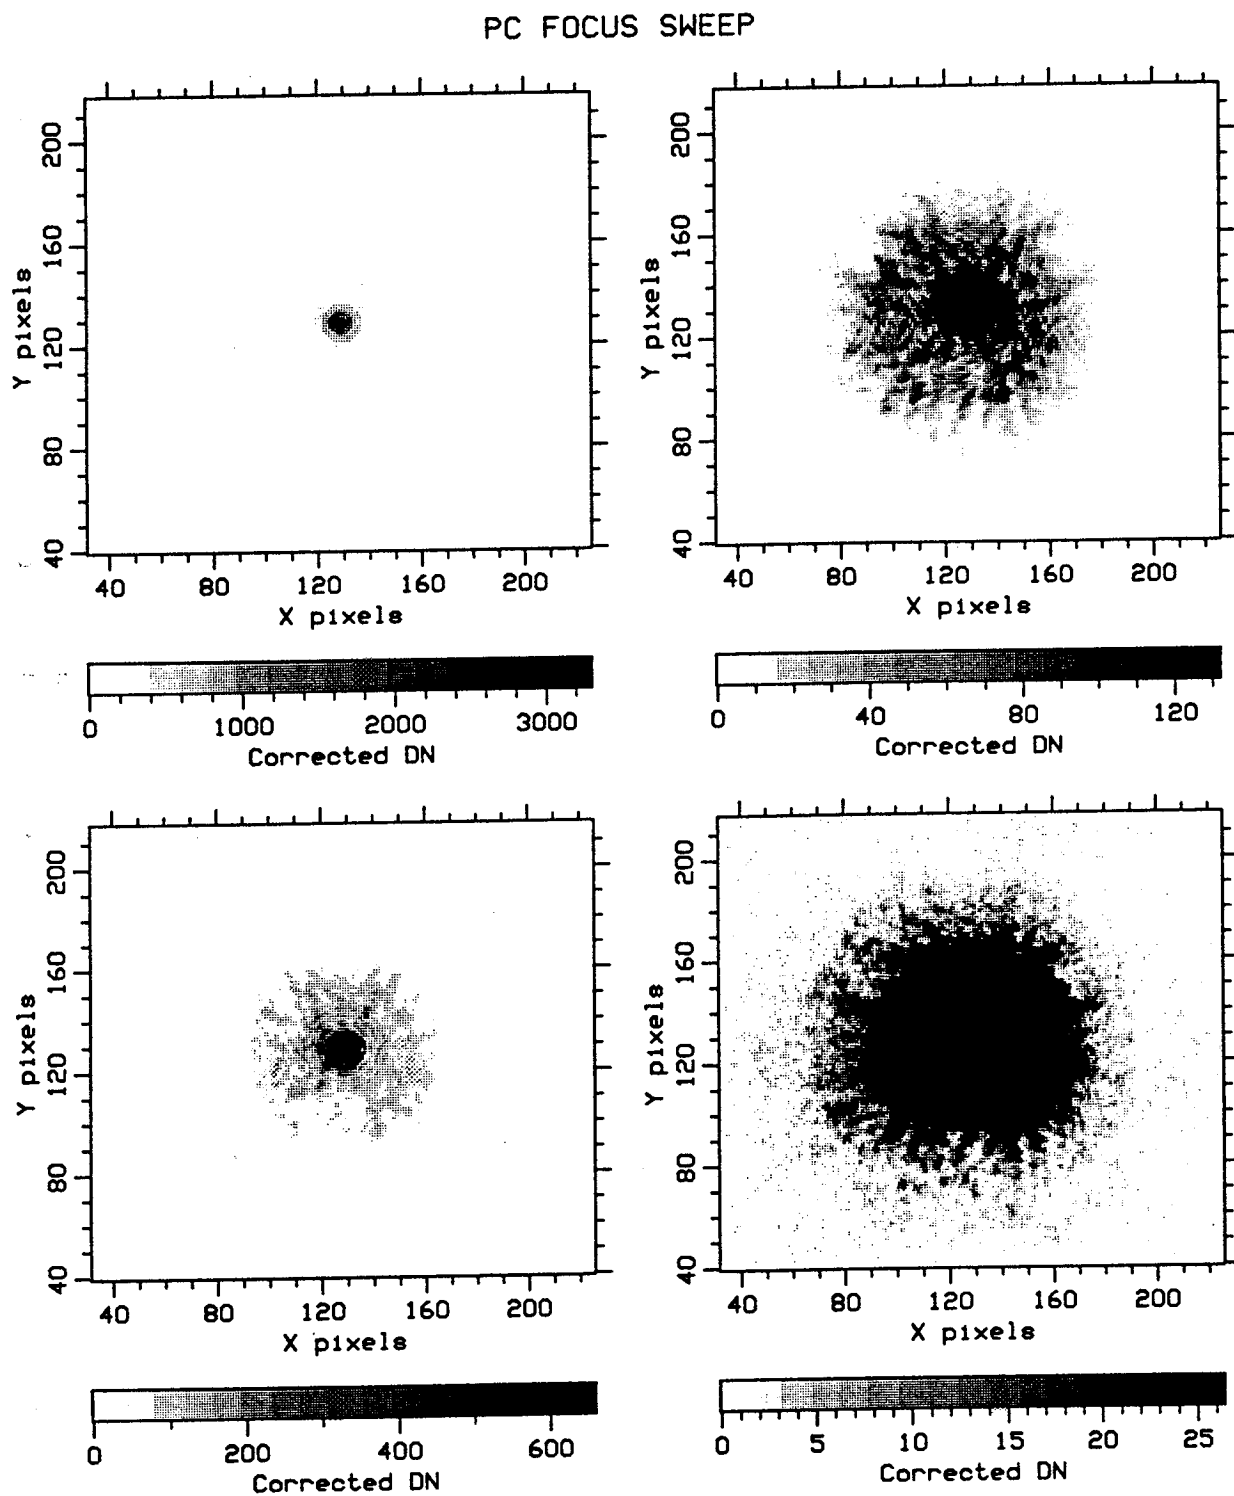 PC FOCUS SWEEP
200
160
120
80
40
Y pixels
40 80 120 160 200
X pixels
0 1000 2000 3000
Corrected DN
200
160
120
80
40
Y pixels
40 80 120 160 200
X pixels
0 40 80 120
Corrected DN
200
160
120
80
40
Y pixels
40 80 120 160 200
X pixels
0 200 400 600
Corrected DN
200
160
120
80
40
Y pixels
40 80 120 160 200
X pixels
0 5 10 15 20 25
Corrected DN